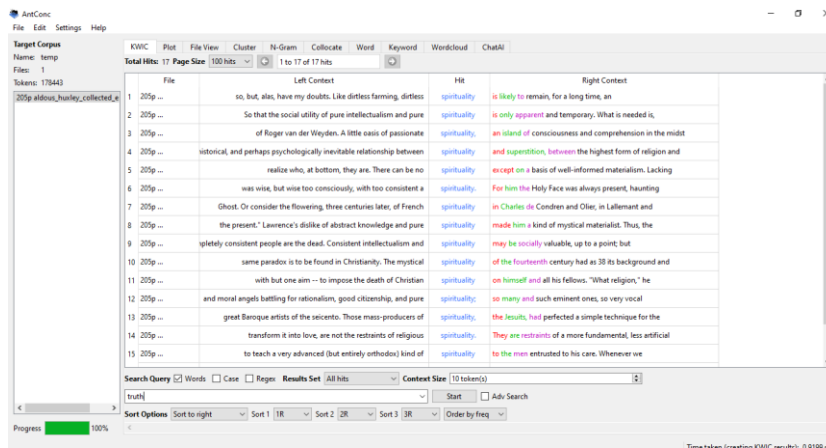 AntConc
File Edit Settings Help
Target Corpus
Name: temp
Files: 1
Tokens: 178443
205p aldous_huxley_collected_e
KWIC Plot File View Cluster N-Gram Collocate Word Keyword Wordcloud ChatAI
Total Hits: 17 Page Size 100 hits 1 to 17 of 17 hits
File Left Context Hit Right Context
1 205p ... so, but, alas, have my doubts. Like dirtless farming, dirtless spirituality is likely to remain, for a long time, an
2 205p ... So that the social utility of pure intellectualism and pure spirituality is only apparent and temporary. What is needed is,
3 205p ... of Roger van der Weyden. A little oasis of passionate spirituality, an island of consciousness and comprehension in the midst
4 205p ... historical, and perhaps psychologically inevitable relationship between spirituality and superstition, between the highest form of religion and
5 205p ... realize who, at bottom, they are. There can be no spirituality except on a basis of well-informed materialism. Lacking
6 205p ... was wise, but wise too consciously, with too consistent a spirituality. For him the Holy Face was always present, haunting
7 205p ... Ghost. Or consider the flowering, three centuries later, of French spirituality in Charles de Condren and Olier, in Lallemant and
8 205p ... the present." Lawrence's dislike of abstract knowledge and pure spirituality made him a kind of mystical materialist. Thus, the
9 205p ... pletely consistent people are the dead. Consistent intellectualism and spirituality may be socially valuable, up to a point; but
10 205p ... same paradox is to be found in Christianity. The mystical spirituality of the fourteenth century had as 38 its background and
11 205p ... with but one aim -- to impose the death of Christian spirituality on himself and all his fellows. "What religion," he
12 205p ... and moral angels battling for rationalism, good citizenship, and pure spirituality; so many and such eminent ones, so very vocal
13 205p ... great Baroque artists of the seicento. Those mass-producers of spirituality, the Jesuits, had perfected a simple technique for the
14 205p ... transform it into love, are not the restraints of religious spirituality. They are restraints of a more fundamental, less artificial
15 205p ... to teach a very advanced (but entirely orthodox) kind of spirituality to the men entrusted to his care. Whenever we
Search Query Words Case Regex Results Set All hits Context Size 10 token(s)
truth Start Adv Search
Sort Options Sort to right Sort 1 1R Sort 2 2R Sort 3 3R Order by freq
Progress 100%